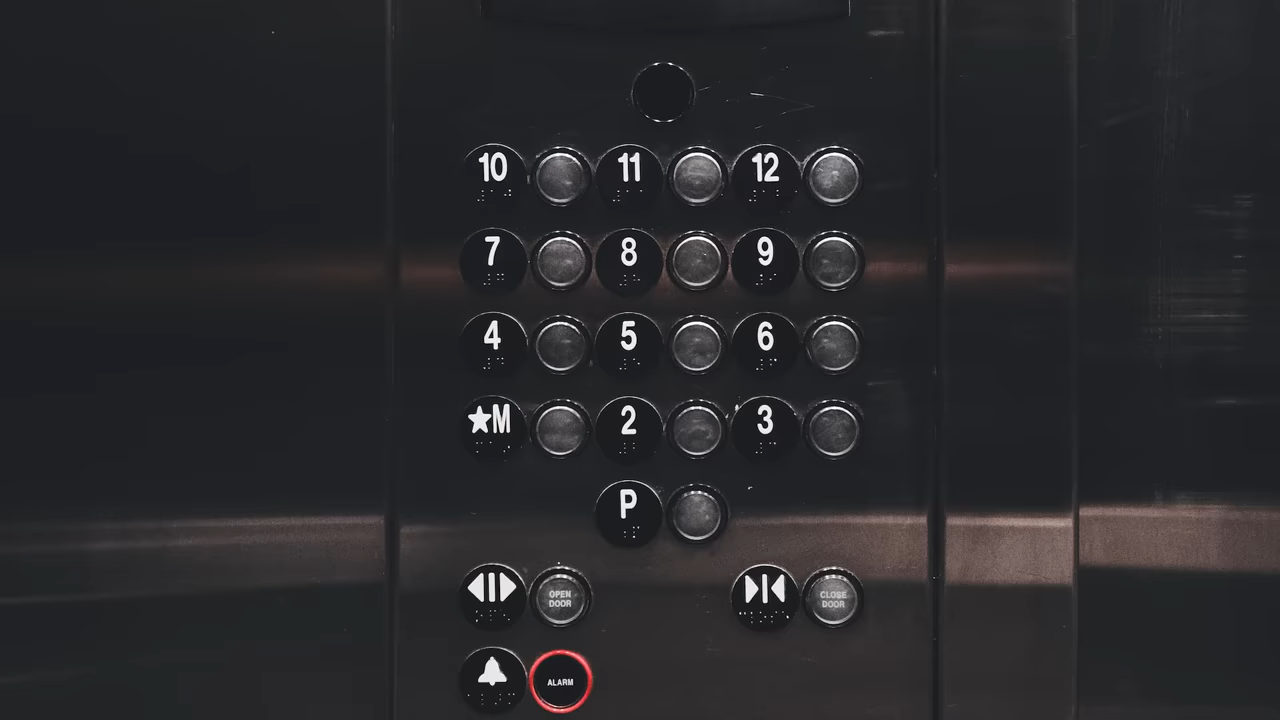 10 11 12
7 8 9
4 5 6
★M 2 3
P
OPEN DOOR
CLOSE DOOR
ALARM